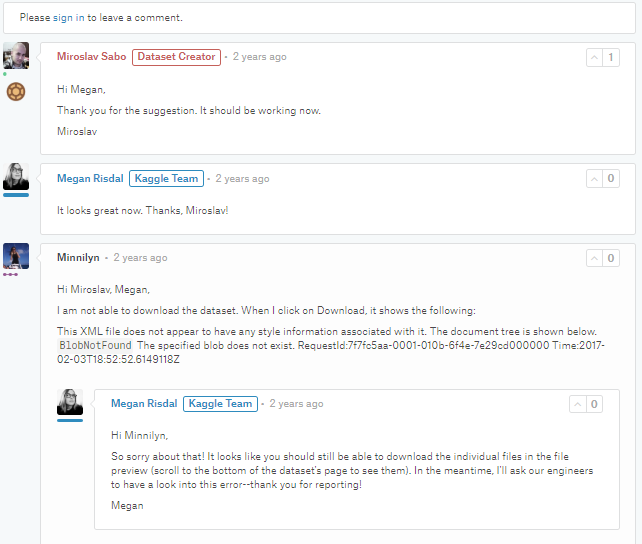 Please sign in to leave a comment.
Miroslav Sabo Dataset Creator • 2 years ago 1
Hi Megan,
Thank you for the suggestion. It should be working now.
Miroslav
Megan Risdal Kaggle Team • 2 years ago 0
It looks great now. Thanks, Miroslav!
Minnilyn • 2 years ago 0
Hi Miroslav, Megan,
I am not able to download the dataset. When I click on Download, it shows the following:
This XML file does not appear to have any style information associated with it. The document tree is shown below.
BlobNotFound The specified blob does not exist. RequestId:7f7fc5aa-0001-010b-6f4e-7e29cd000000 Time:2017-
02-03T18:52:52.6149118Z
Megan Risdal Kaggle Team • 2 years ago 0
Hi Minnilyn,
So sorry about that! It looks like you should still be able to download the individual files in the file
preview (scroll to the bottom of the dataset's page to see them). In the meantime, I'll ask our engineers
to have a look into this error--thank you for reporting!
Megan